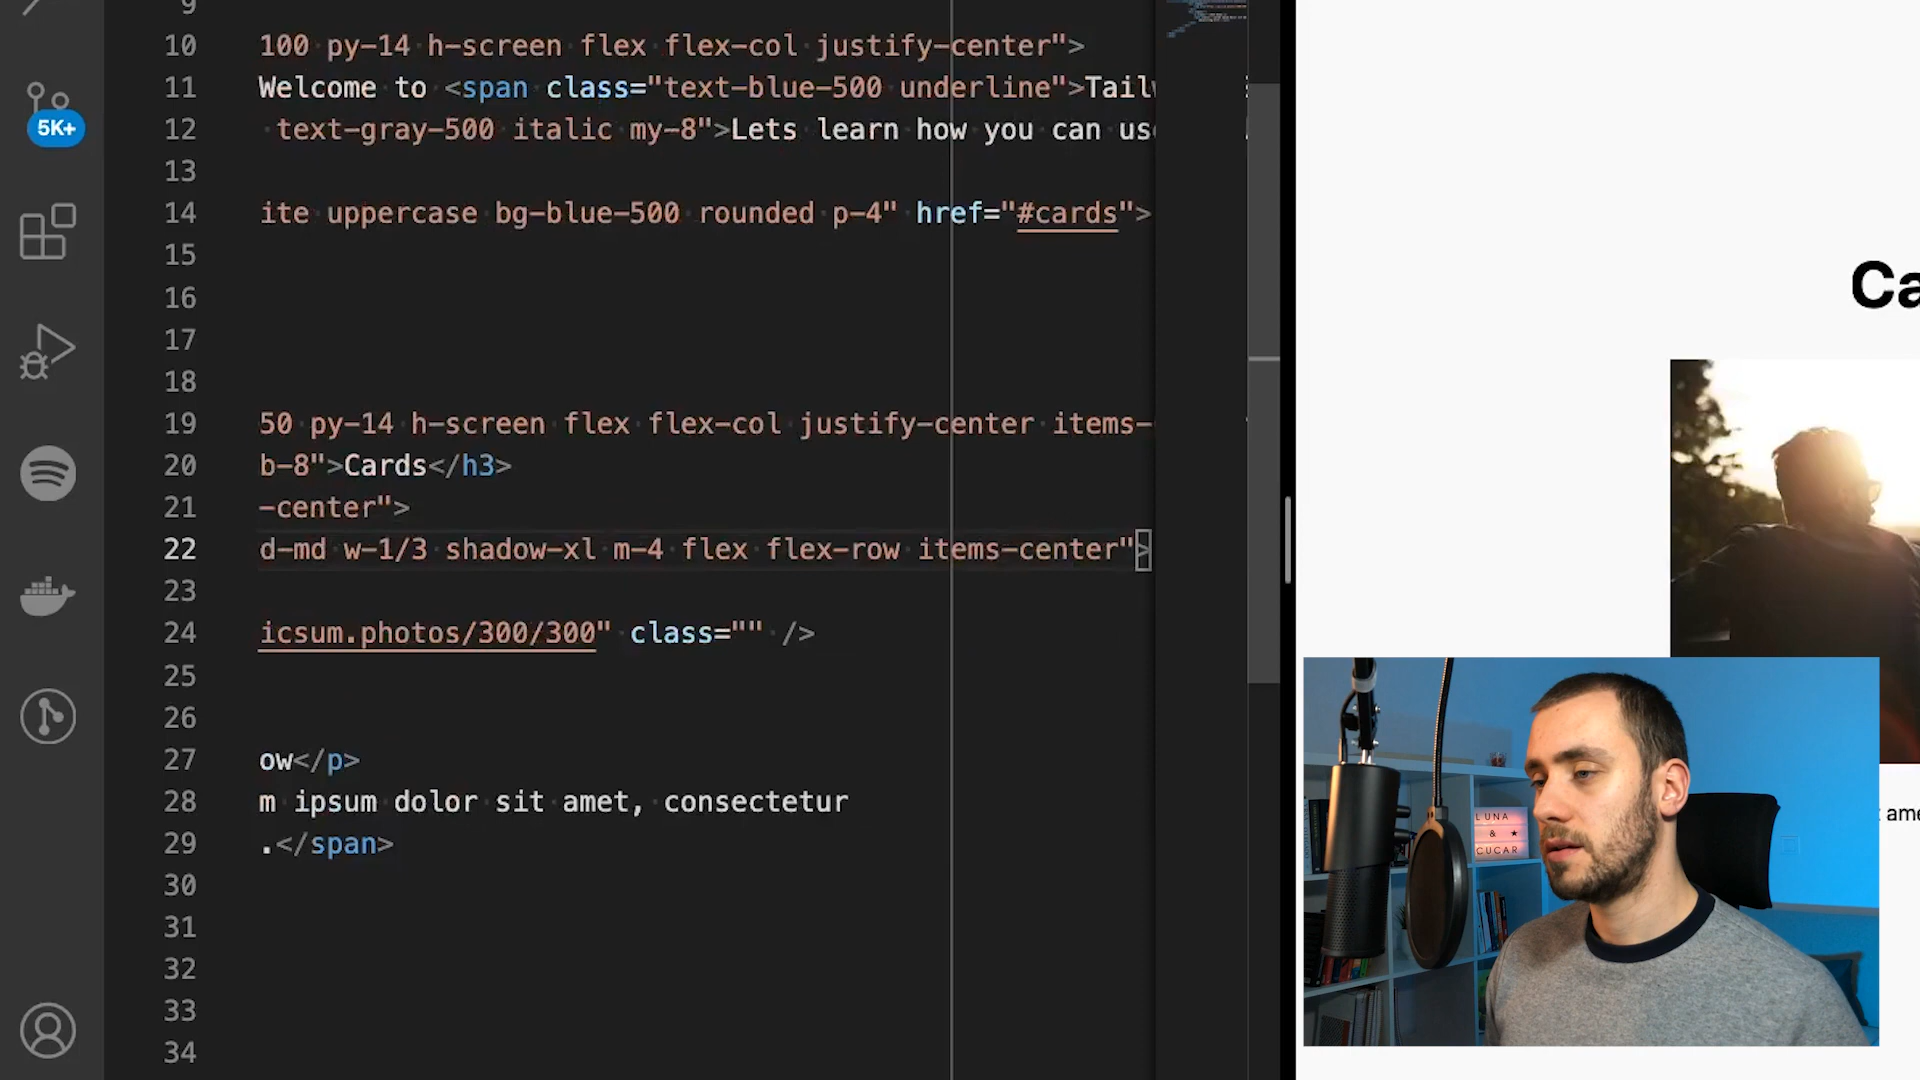 9
10 100 py-14 h-screen flex flex-col justify-center">
11 Welcome to <span class="text-blue-500 underline">Tail
12 text-gray-500 italic my-8">Lets learn how you can us
13
14 ite uppercase bg-blue-500 rounded p-4" href="#cards">
15
16
17
18
19 50 py-14 h-screen flex flex-col justify-center items-
20 b-8">Cards</h3>
21 -center">
22 d-md w-1/3 shadow-xl m-4 flex flex-row items-center">
23
24 icsum.photos/300/300" class="" />
25
26
27 ow</p>
28 m ipsum dolor sit amet, consectetur
29 .</span>
30
31
32
33
34
5K+
Ca
ame
LUNA
& ★
CUCAR